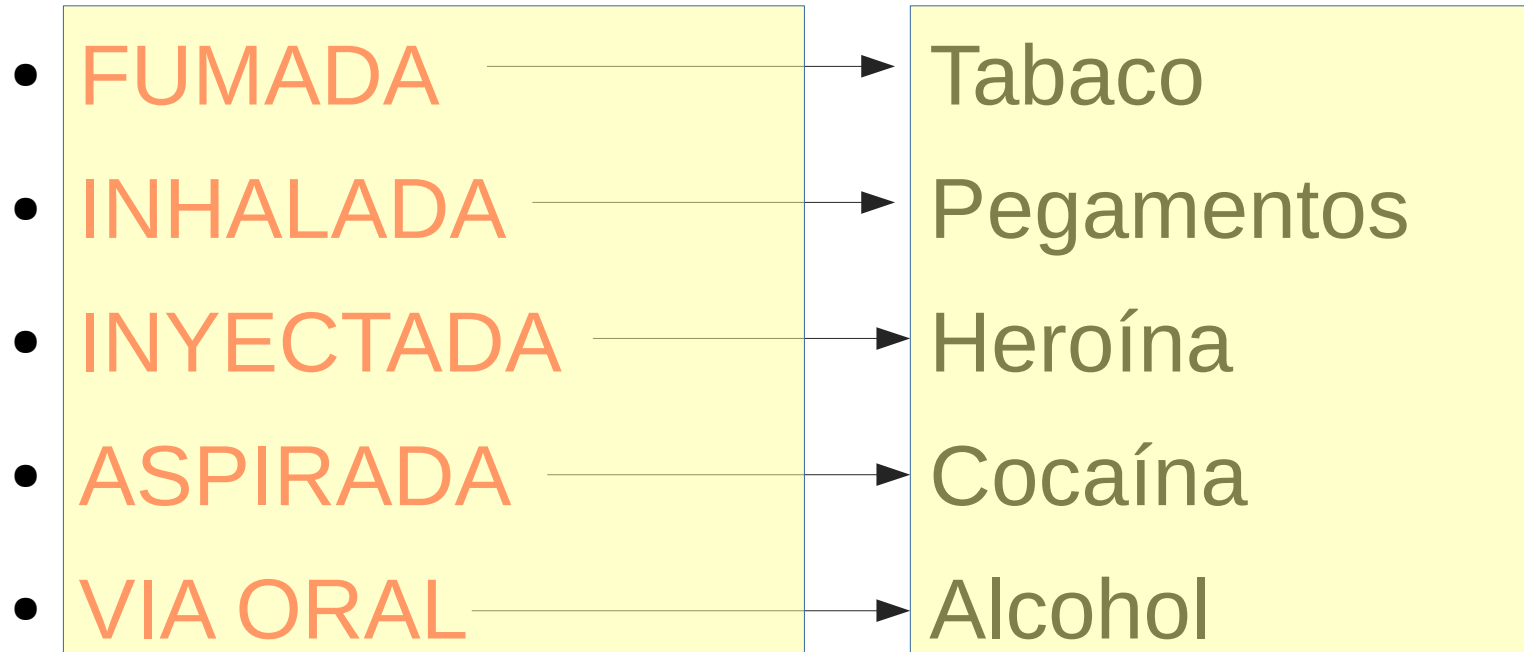 • FUMADA Tabaco
• INHALADA Pegamentos
• INYECTADA Heroína
• ASPIRADA Cocaína
• VIA ORAL Alcohol